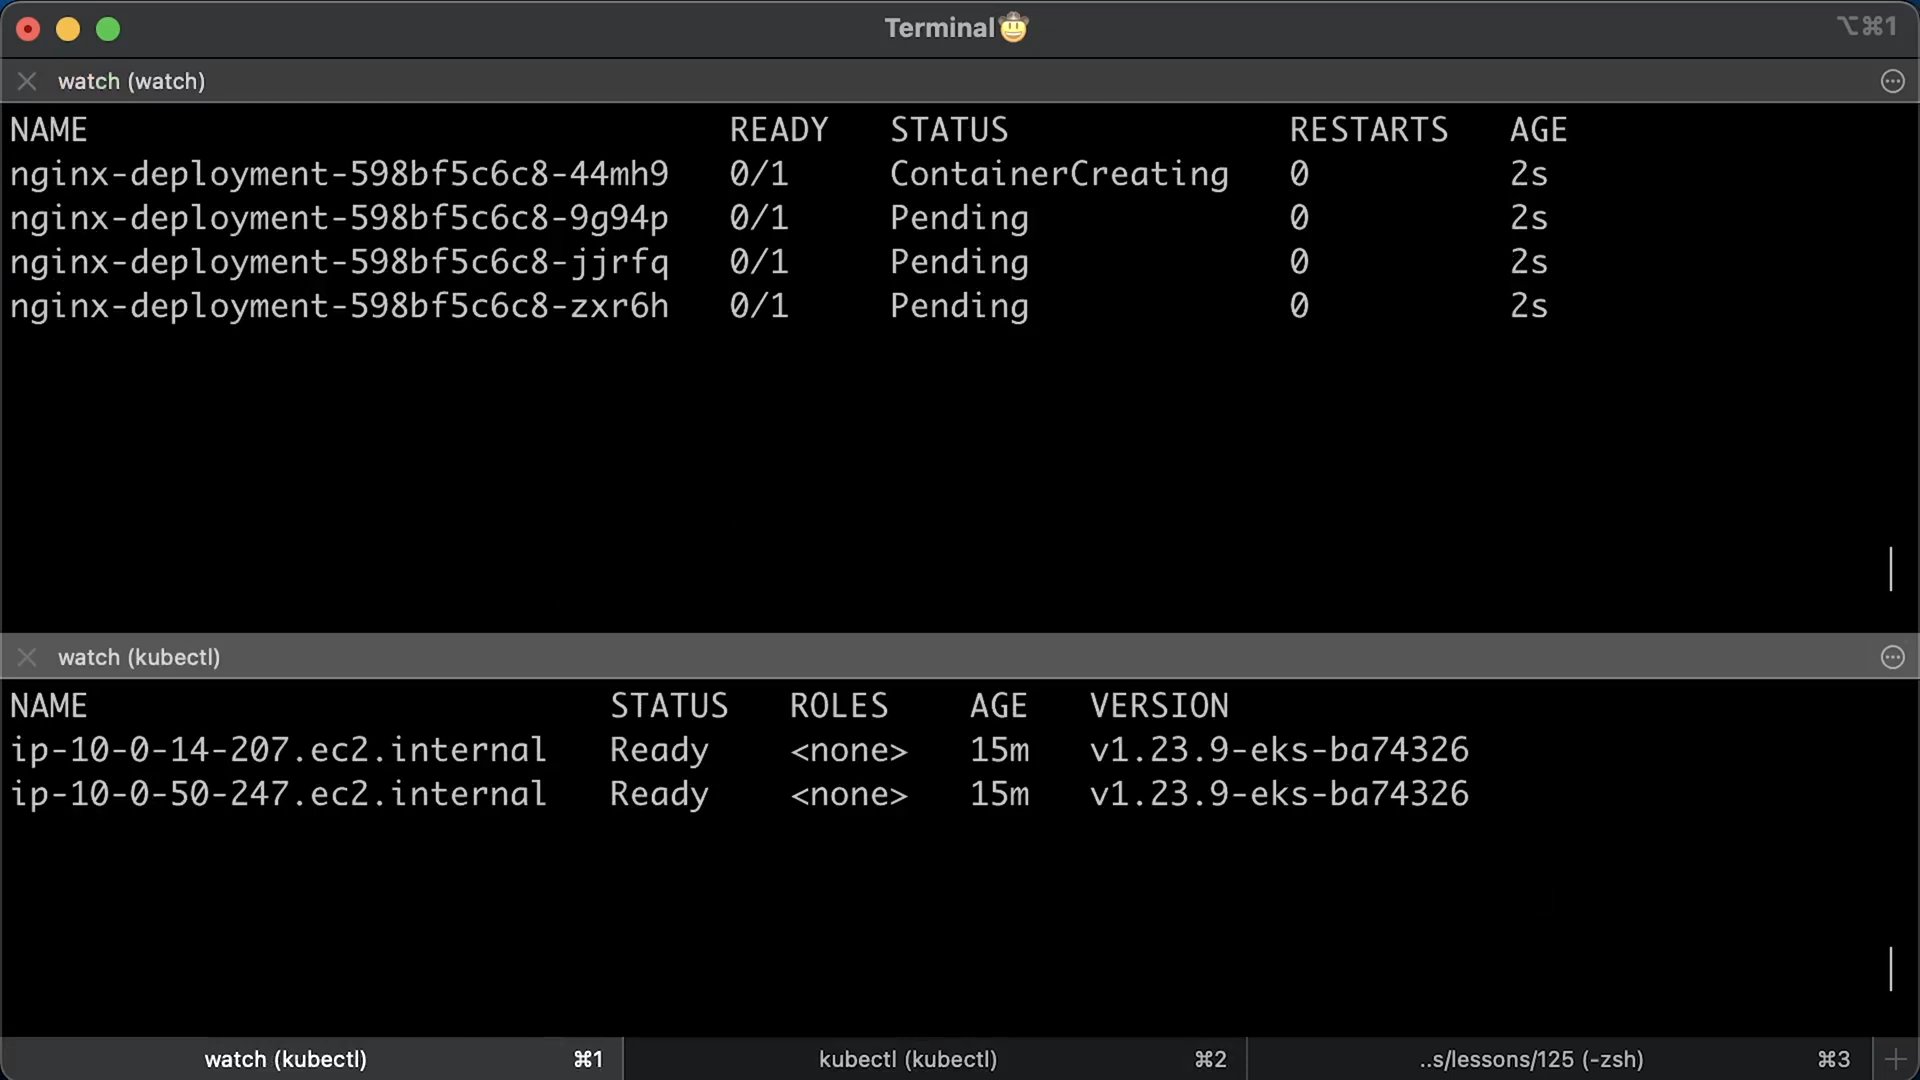 Terminal🤠
⌥⌘1
watch (watch)
NAME READY STATUS RESTARTS AGE
nginx-deployment-598bf5c6c8-44mh9 0/1 ContainerCreating 0 2s
nginx-deployment-598bf5c6c8-9g94p 0/1 Pending 0 2s
nginx-deployment-598bf5c6c8-jjrfq 0/1 Pending 0 2s
nginx-deployment-598bf5c6c8-zxr6h 0/1 Pending 0 2s
watch (kubectl)
NAME STATUS ROLES AGE VERSION
ip-10-0-14-207.ec2.internal Ready <none> 15m v1.23.9-eks-ba74326
ip-10-0-50-247.ec2.internal Ready <none> 15m v1.23.9-eks-ba74326
watch (kubectl) ⌘1 kubectl (kubectl) ⌘2 ..s/lessons/125 (-zsh) ⌘3